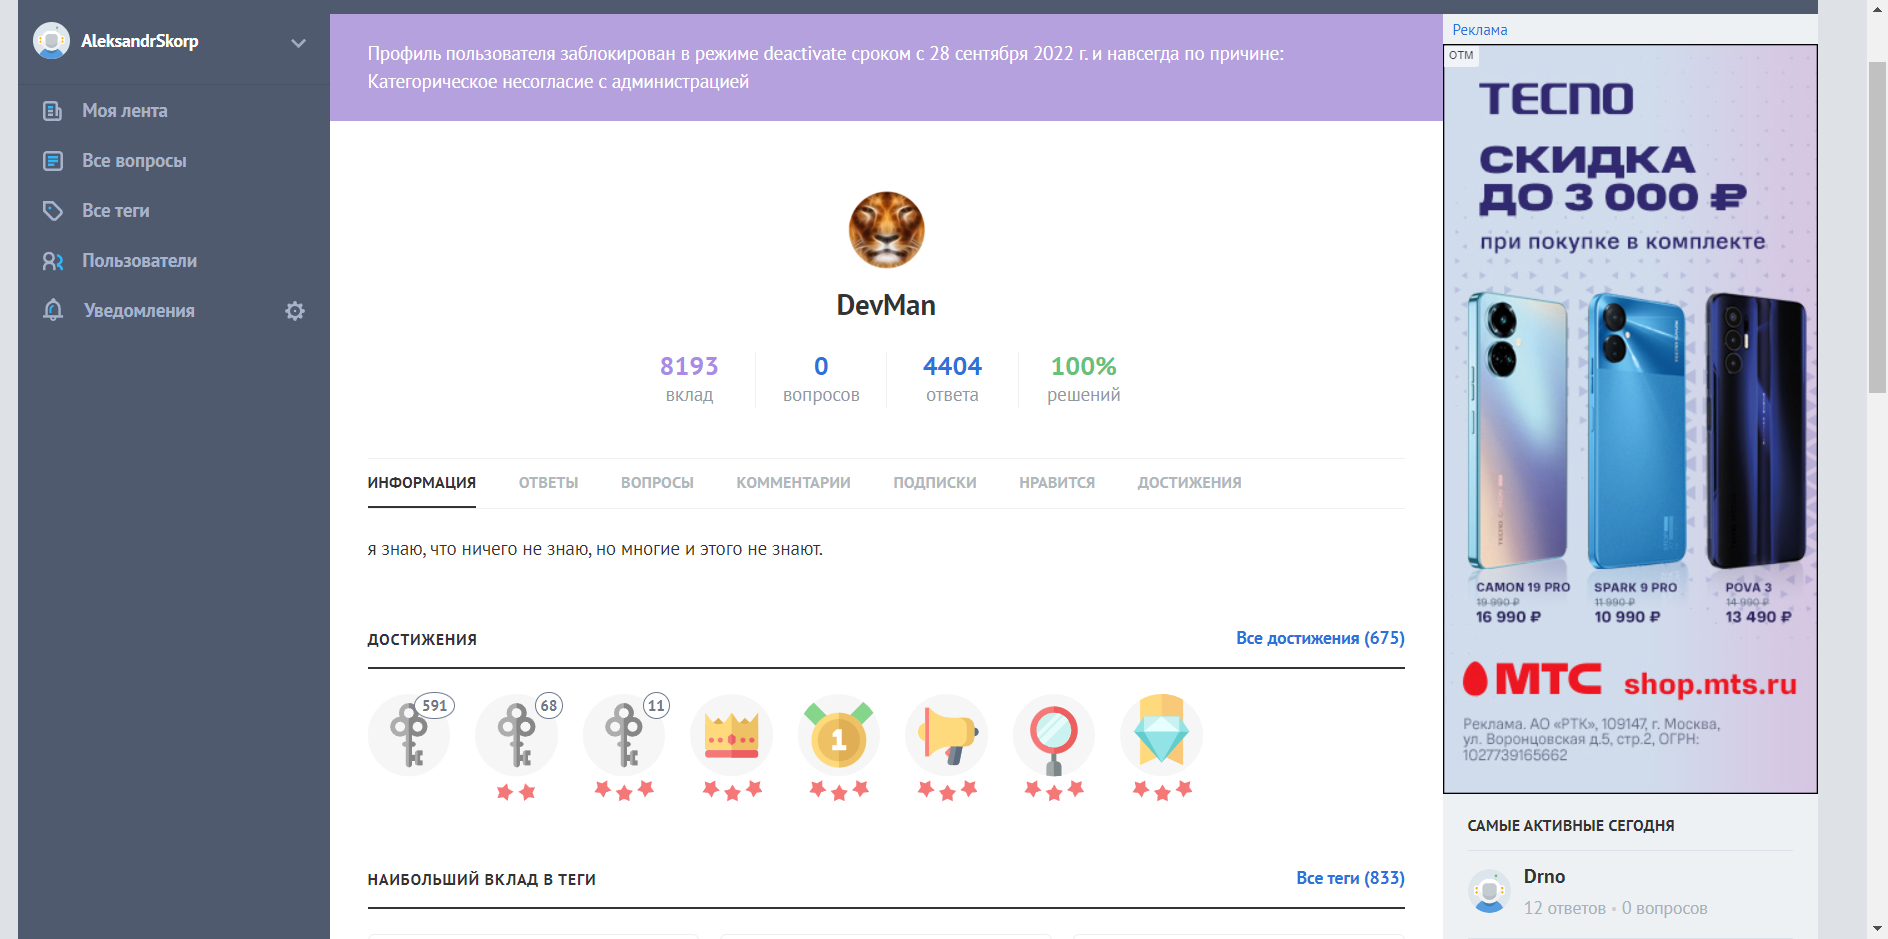 AleksandrSkorp
Моя лента
Все вопросы
Все теги
Пользователи
Уведомления
Профиль пользователя заблокирован в режиме deactivate сроком с 28 сентября 2022 г. и навсегда по причине:
Категорическое несогласие с администрацией
DevMan
8193 0 4404 100%
вклад вопросов ответа решений
ИНФОРМАЦИЯ ОТВЕТЫ ВОПРОСЫ КОММЕНТАРИИ ПОДПИСКИ НРАВИТСЯ ДОСТИЖЕНИЯ
я знаю, что ничего не знаю, но многие и этого не знают.
ДОСТИЖЕНИЯ Все достижения (675)
591 68 11
1
НАИБОЛЬШИЙ ВКЛАД В ТЕГИ Все теги (833)
Реклама
ОТМ
TECNO
СКИДКА
ДО 3 000 ₽
при покупке в комплекте
CAMON 19 PRO SPARK 9 PRO POVA 3
19 990 ₽ 11 990 ₽ 14 990 ₽
16 990 ₽ 10 990 ₽ 13 490 ₽
МТС shop.mts.ru
Реклама. АО «РТК», 109147, г. Москва,
ул. Воронцовская д.5, стр.2, ОГРН:
1027739165662
САМЫЕ АКТИВНЫЕ СЕГОДНЯ
Drno
12 ответов • 0 вопросов